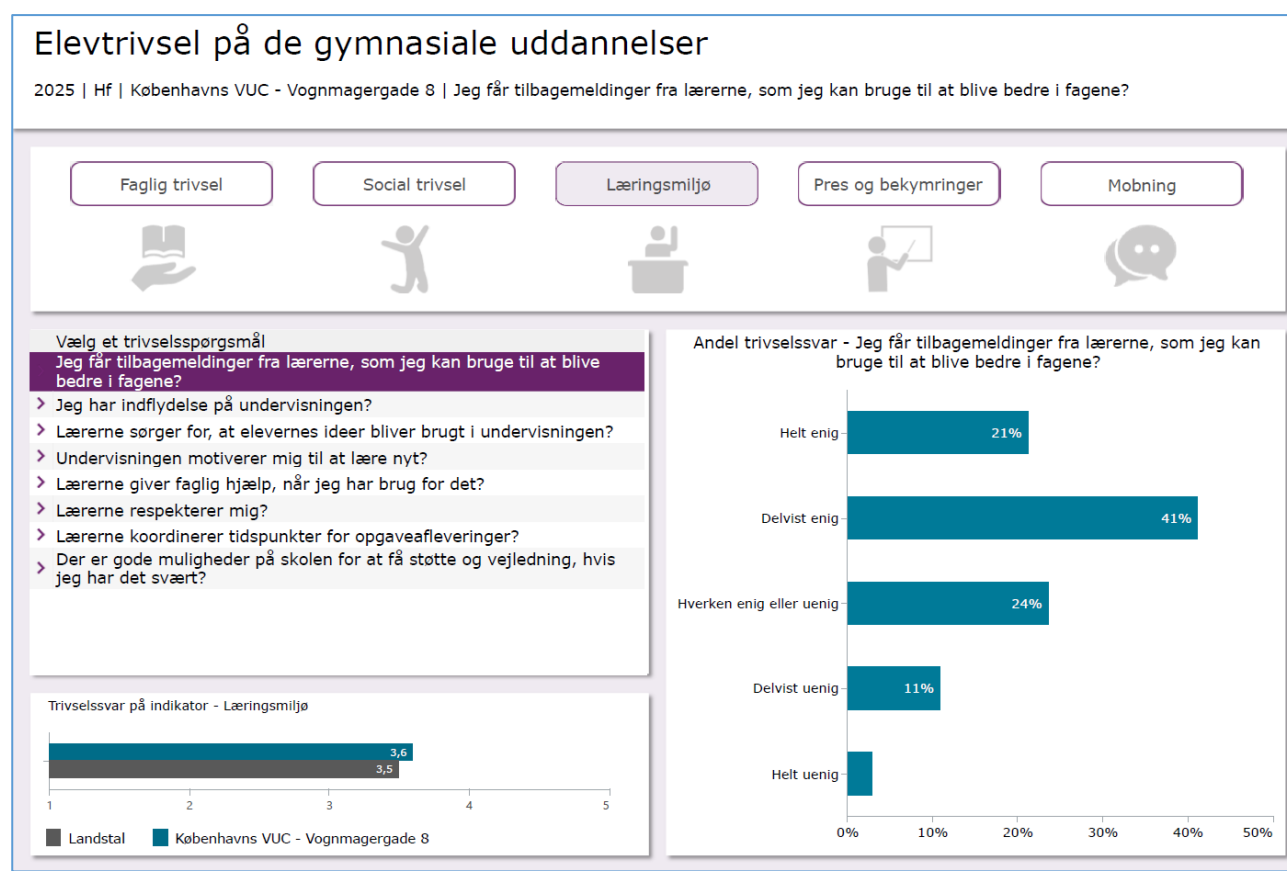 Elevtrivsel på de gymnasiale uddannelser
2025 | Hf | Københavns VUC - Vognmagergade 8 | Jeg får tilbagemeldinger fra lærerne, som jeg kan bruge til at blive bedre i fagene?
Faglig trivsel
Social trivsel
Læringsmiljø
Pres og bekymringer
Mobning
Vælg et trivselsspørgsmål
Jeg får tilbagemeldinger fra lærerne, som jeg kan bruge til at blive
bedre i fagene?
Jeg har indflydelse på undervisningen?
Lærerne sørger for, at elevernes ideer bliver brugt i undervisningen?
Undervisningen motiverer mig til at lære nyt?
Lærerne giver faglig hjælp, når jeg har brug for det?
Lærerne respekterer mig?
Lærerne koordinerer tidspunkter for opgaveafleveringer?
Der er gode muligheder på skolen for at få støtte og vejledning, hvis
jeg har det svært?
Trivselssvar på indikator - Læringsmiljø
3,6
3,5
1 2 3 4 5
Landstal Københavns VUC - Vognmagergade 8
Andel trivselssvar - Jeg får tilbagemeldinger fra lærerne, som jeg kan
bruge til at blive bedre i fagene?
Helt enig 21%
Delvist enig 41%
Hverken enig eller uenig 24%
Delvist uenig 11%
Helt uenig
0% 10% 20% 30% 40% 50%